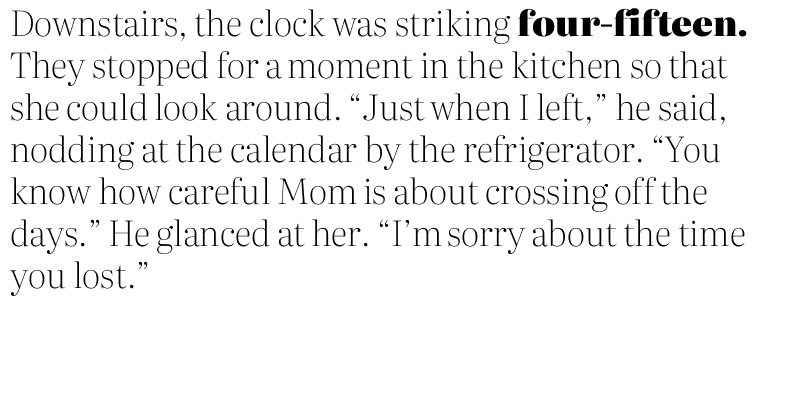 Downstairs, the clock was striking four-fifteen.
They stopped for a moment in the kitchen so that
she could look around. “Just when I left,” he said,
nodding at the calendar by the refrigerator. “You
know how careful Mom is about crossing off the
days.” He glanced at her. “I’m sorry about the time
you lost.”